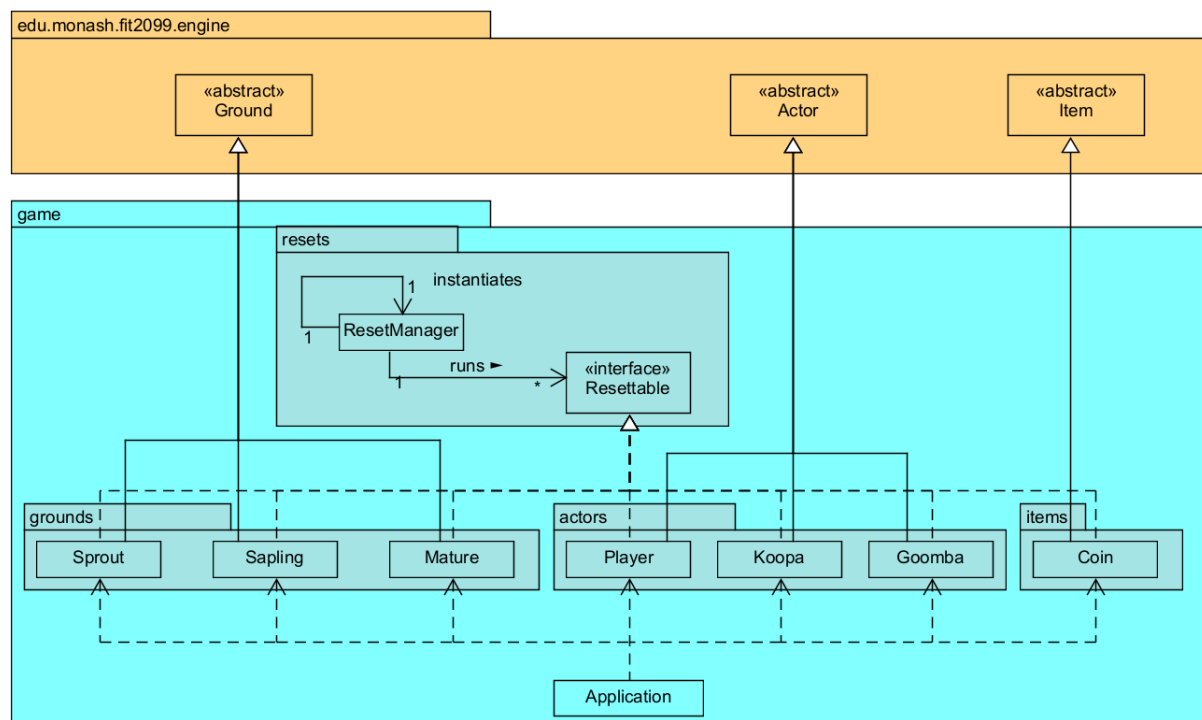 edu.monash.fit2099.engine
«abstract»
Ground
«abstract»
Actor
«abstract»
Item
game
resets
1
instantiates
1
ResetManager
runs ►
1
*
«interface»
Resettable
grounds
Sprout
Sapling
Mature
actors
Player
Koopa
Goomba
items
Coin
Application